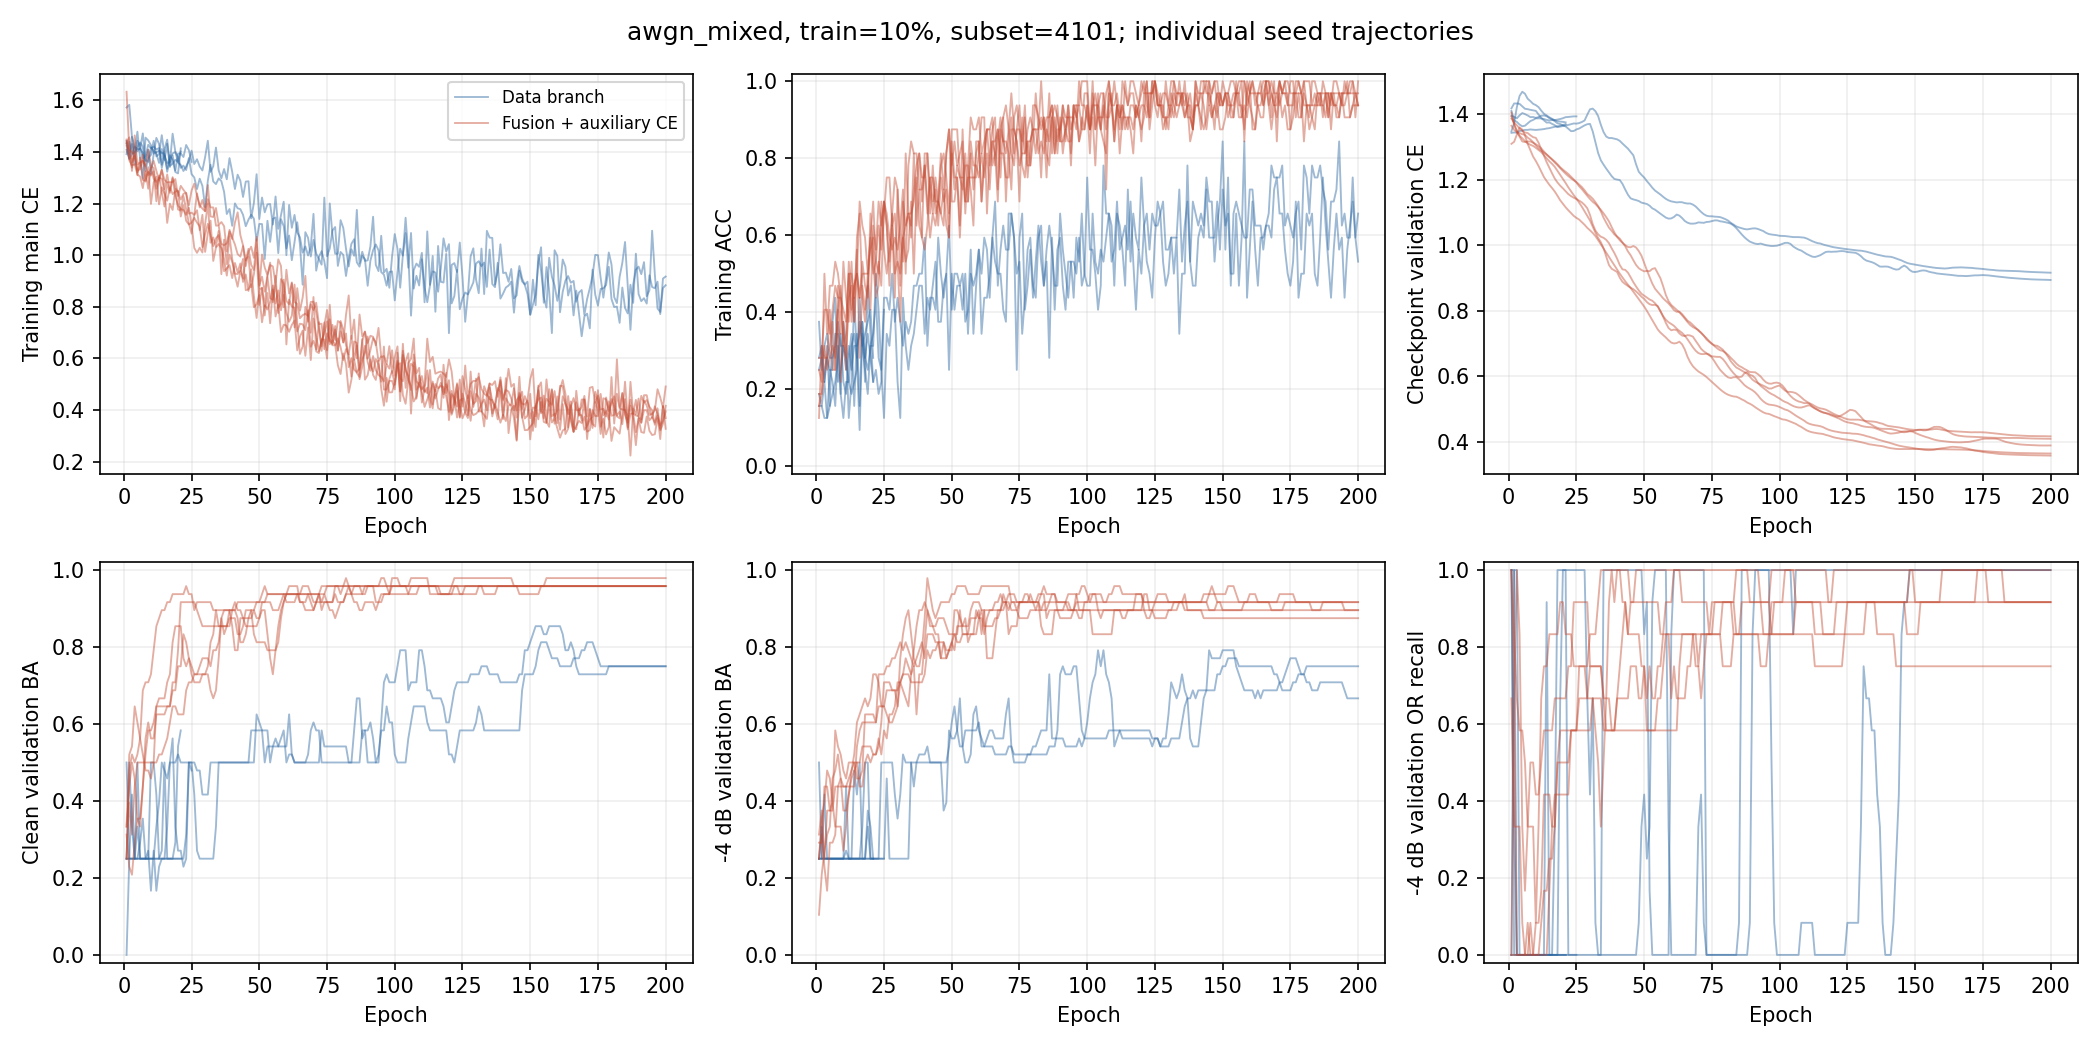 awgn_mixed, train=10%, subset=4101; individual seed trajectories
Training main CE
1.6
1.4
1.2
1.0
0.8
0.6
0.4
0.2
0 25 50 75 100 125 150 175 200
Epoch
Data branch
Fusion + auxiliary CE
Training ACC
1.0
0.8
0.6
0.4
0.2
0.0
0 25 50 75 100 125 150 175 200
Epoch
Checkpoint validation CE
1.4
1.2
1.0
0.8
0.6
0.4
0 25 50 75 100 125 150 175 200
Epoch
Clean validation BA
1.0
0.8
0.6
0.4
0.2
0.0
0 25 50 75 100 125 150 175 200
Epoch
-4 dB validation BA
1.0
0.8
0.6
0.4
0.2
0.0
0 25 50 75 100 125 150 175 200
Epoch
-4 dB validation OR recall
1.0
0.8
0.6
0.4
0.2
0.0
0 25 50 75 100 125 150 175 200
Epoch